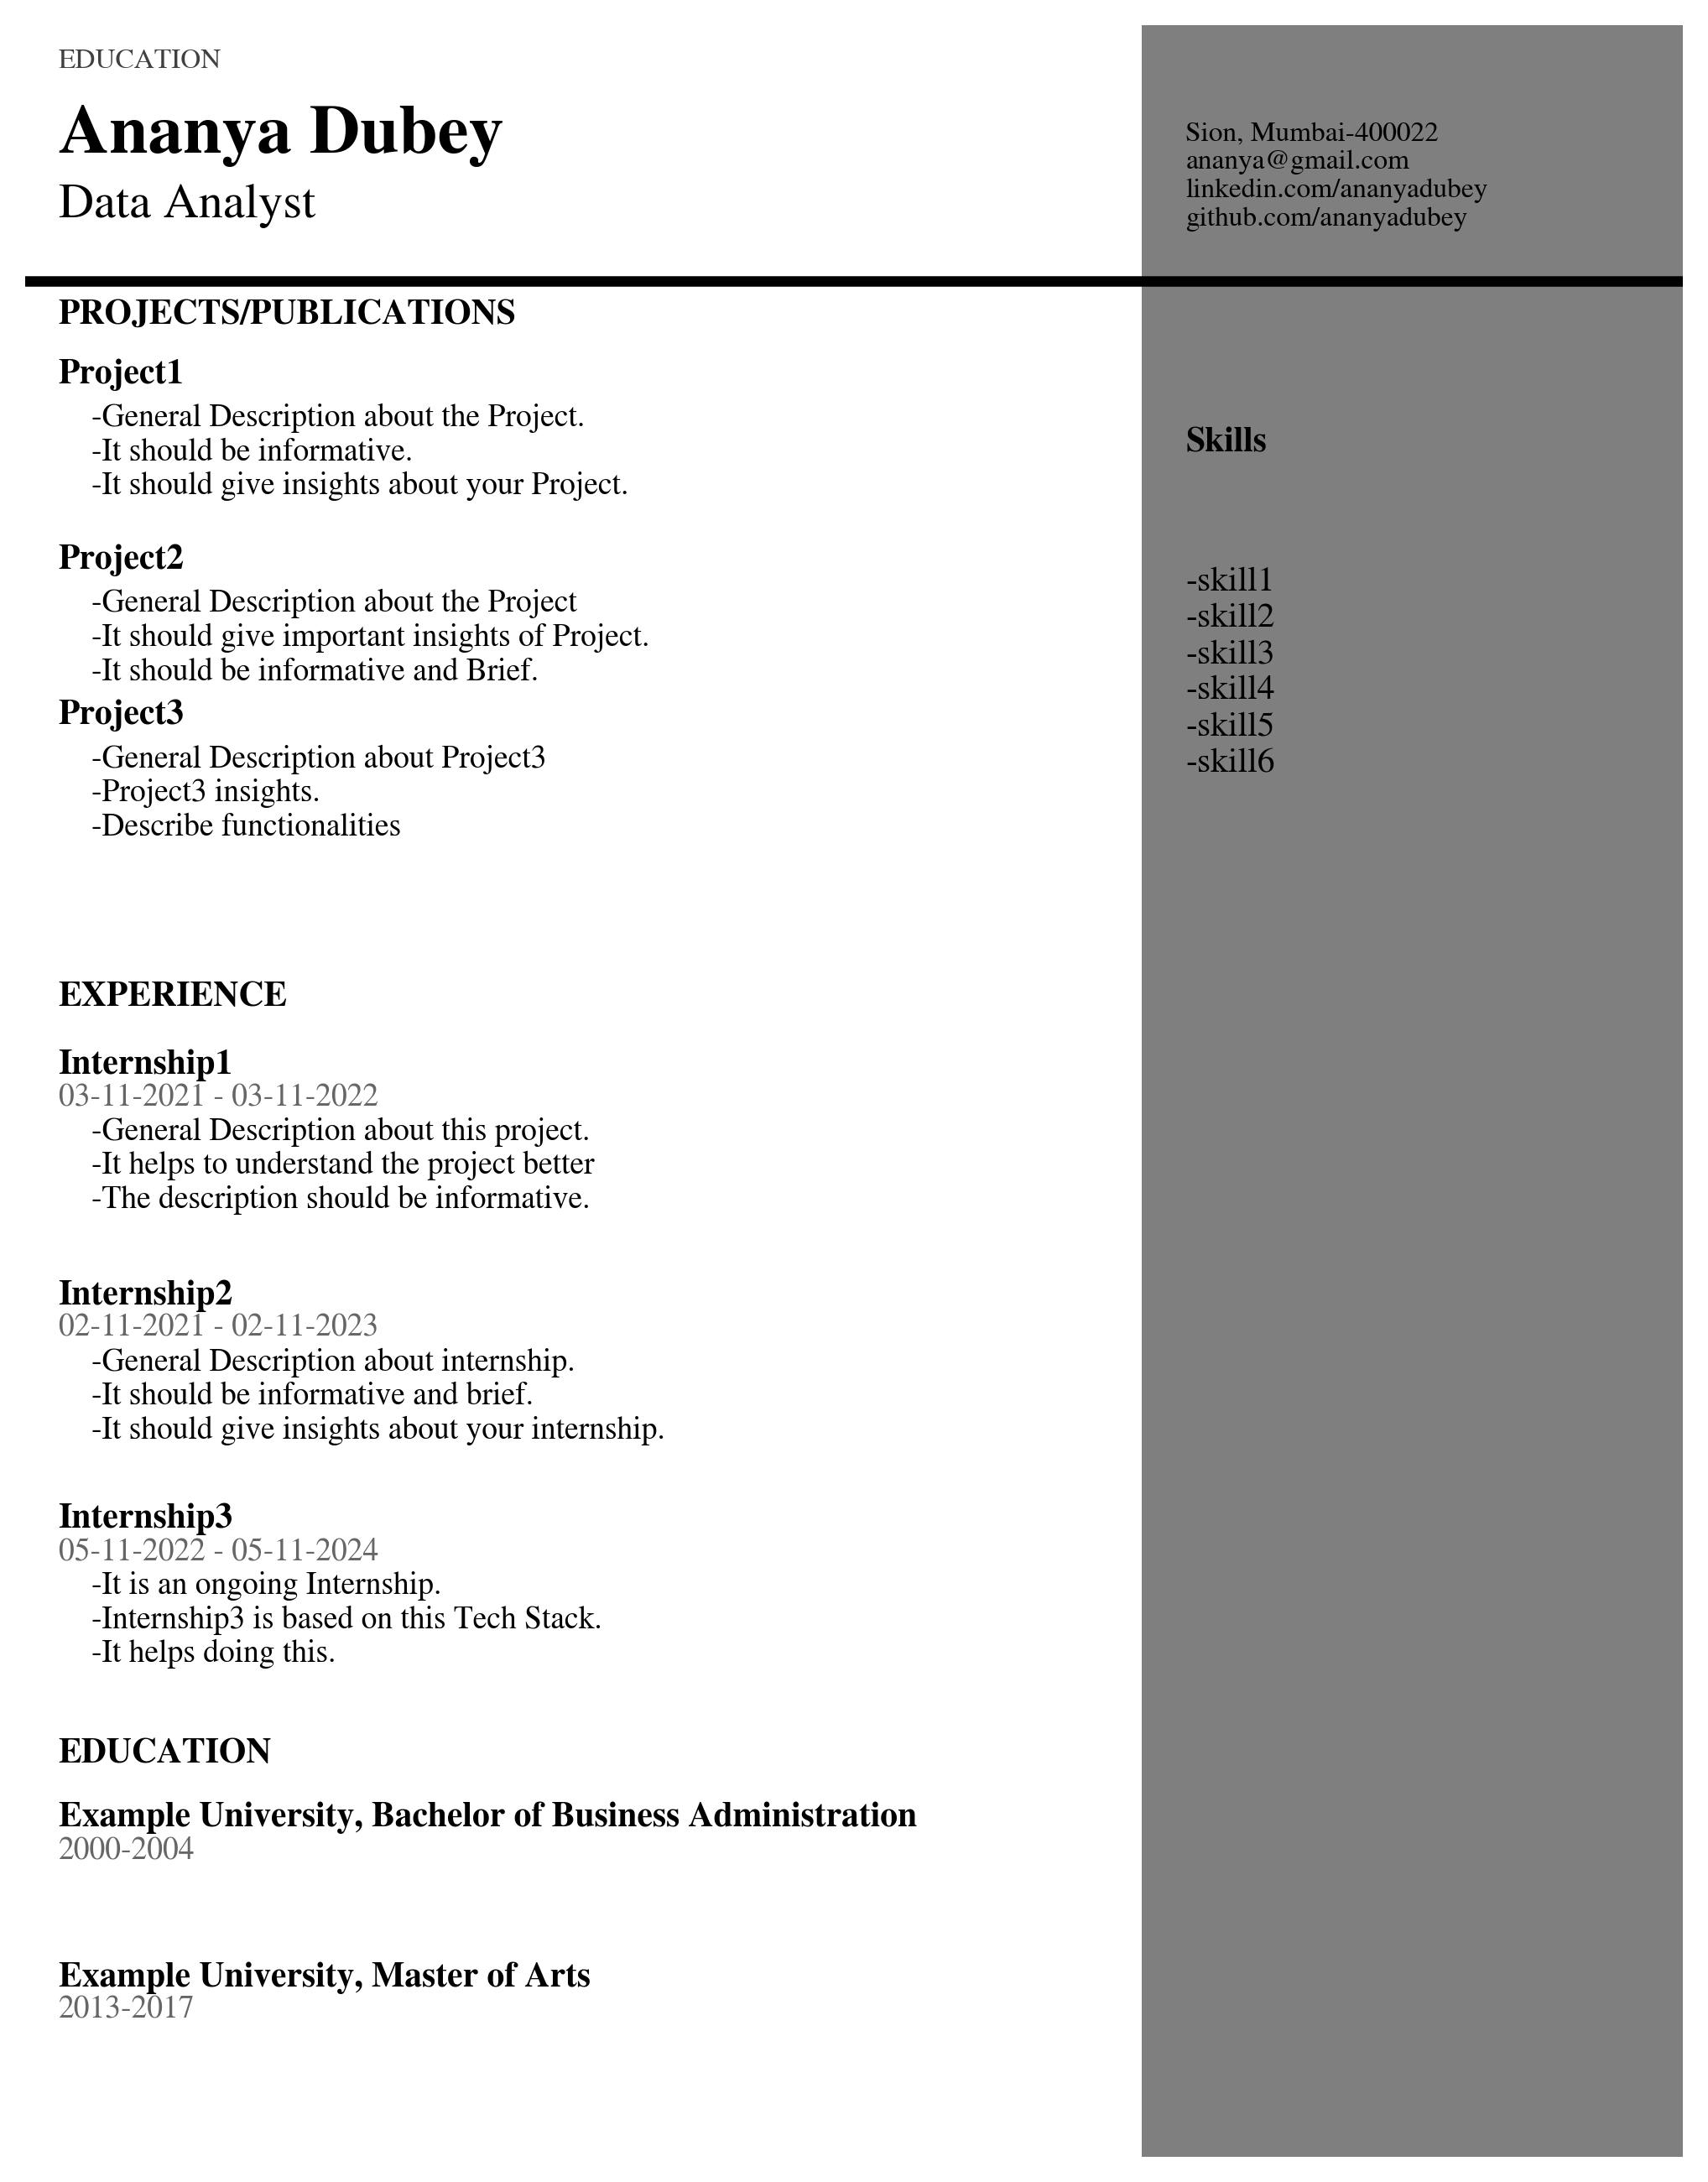 EDUCATION
Ananya Dubey
Data Analyst
Sion, Mumbai-400022
ananya@gmail.com
linkedin.com/ananyadubey
github.com/ananyadubey
PROJECTS/PUBLICATIONS
Project1
-General Description about the Project.
-It should be informative.
-It should give insights about your Project.
Project2
-General Description about the Project
-It should give important insights of Project.
-It should be informative and Brief.
Project3
-General Description about Project3
-Project3 insights.
-Describe functionalities
EXPERIENCE
Internship1
03-11-2021 - 03-11-2022
-General Description about this project.
-It helps to understand the project better
-The description should be informative.
Internship2
02-11-2021 - 02-11-2023
-General Description about internship.
-It should be informative and brief.
-It should give insights about your internship.
Internship3
05-11-2022 - 05-11-2024
-It is an ongoing Internship.
-Internship3 is based on this Tech Stack.
-It helps doing this.
EDUCATION
Example University, Bachelor of Business Administration
2000-2004
Example University, Master of Arts
2013-2017
Skills
-skill1
-skill2
-skill3
-skill4
-skill5
-skill6